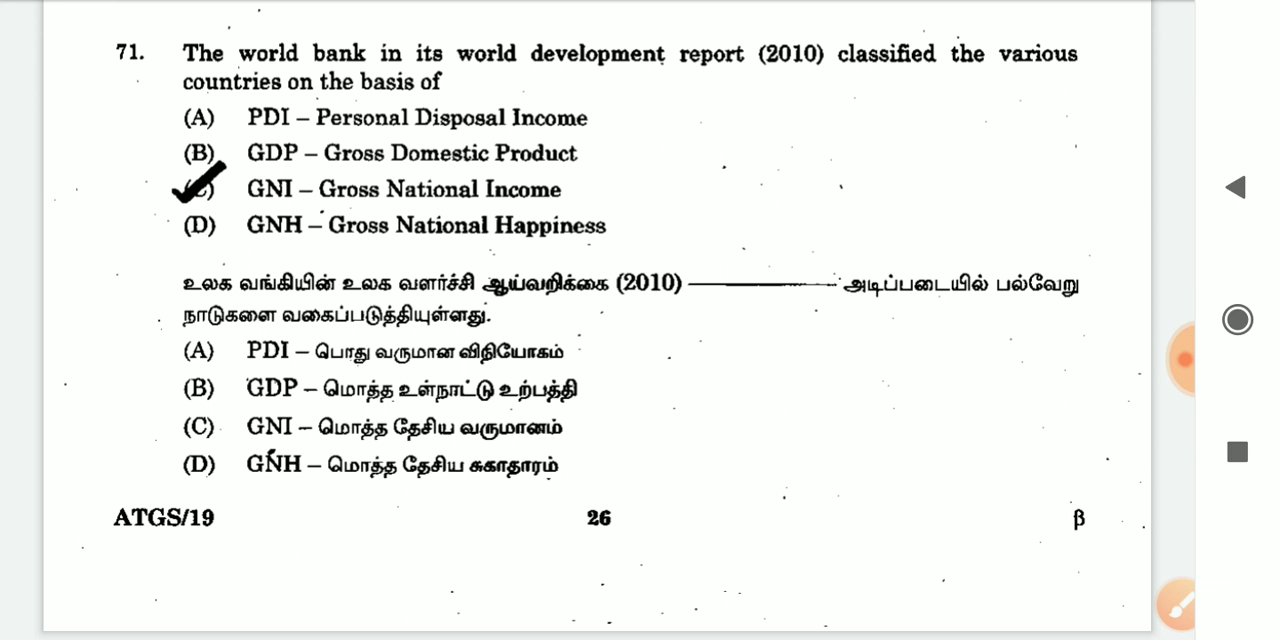 71. The world bank in its world development report (2010) classified the various
countries on the basis of
(A) PDI – Personal Disposal Income
(B) GDP – Gross Domestic Product
(C) GNI – Gross National Income
(D) GNH – Gross National Happiness
உலக வங்கியின் உலக வளர்ச்சி ஆய்வறிக்கை (2010) ———————— அடிப்படையில் பல்வேறு
நாடுகளை வகைப்படுத்தியுள்ளது.
(A) PDI – பொது வருமான விநியோகம்
(B) GDP – மொத்த உள்நாட்டு உற்பத்தி
(C) GNI – மொத்த தேசிய வருமானம்
(D) GNH – மொத்த தேசிய சுகாதாரம்
ATGS/19 26 β